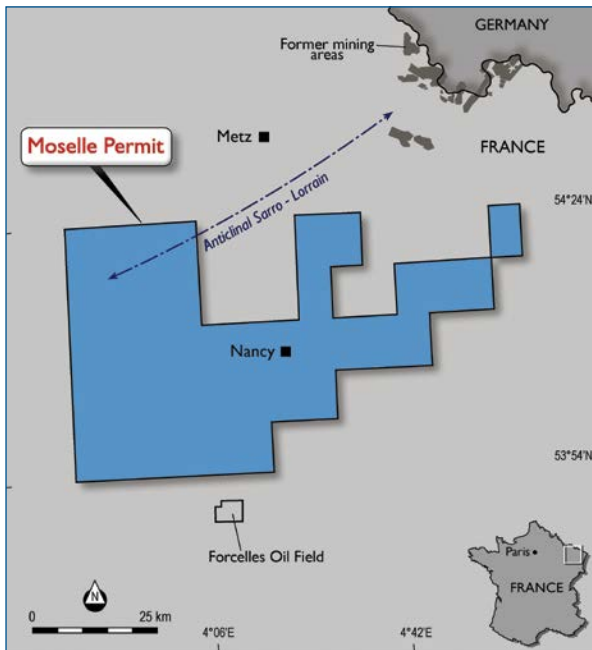 GERMANY
Former mining
areas
Metz
Moselle Permit
FRANCE
54°24'N
Anticlinal Sarro - Lorrain
Nancy
53°54'N
Forcelles Oil Field
Paris
FRANCE
N
0 25 km
4°06'E
4°42'E